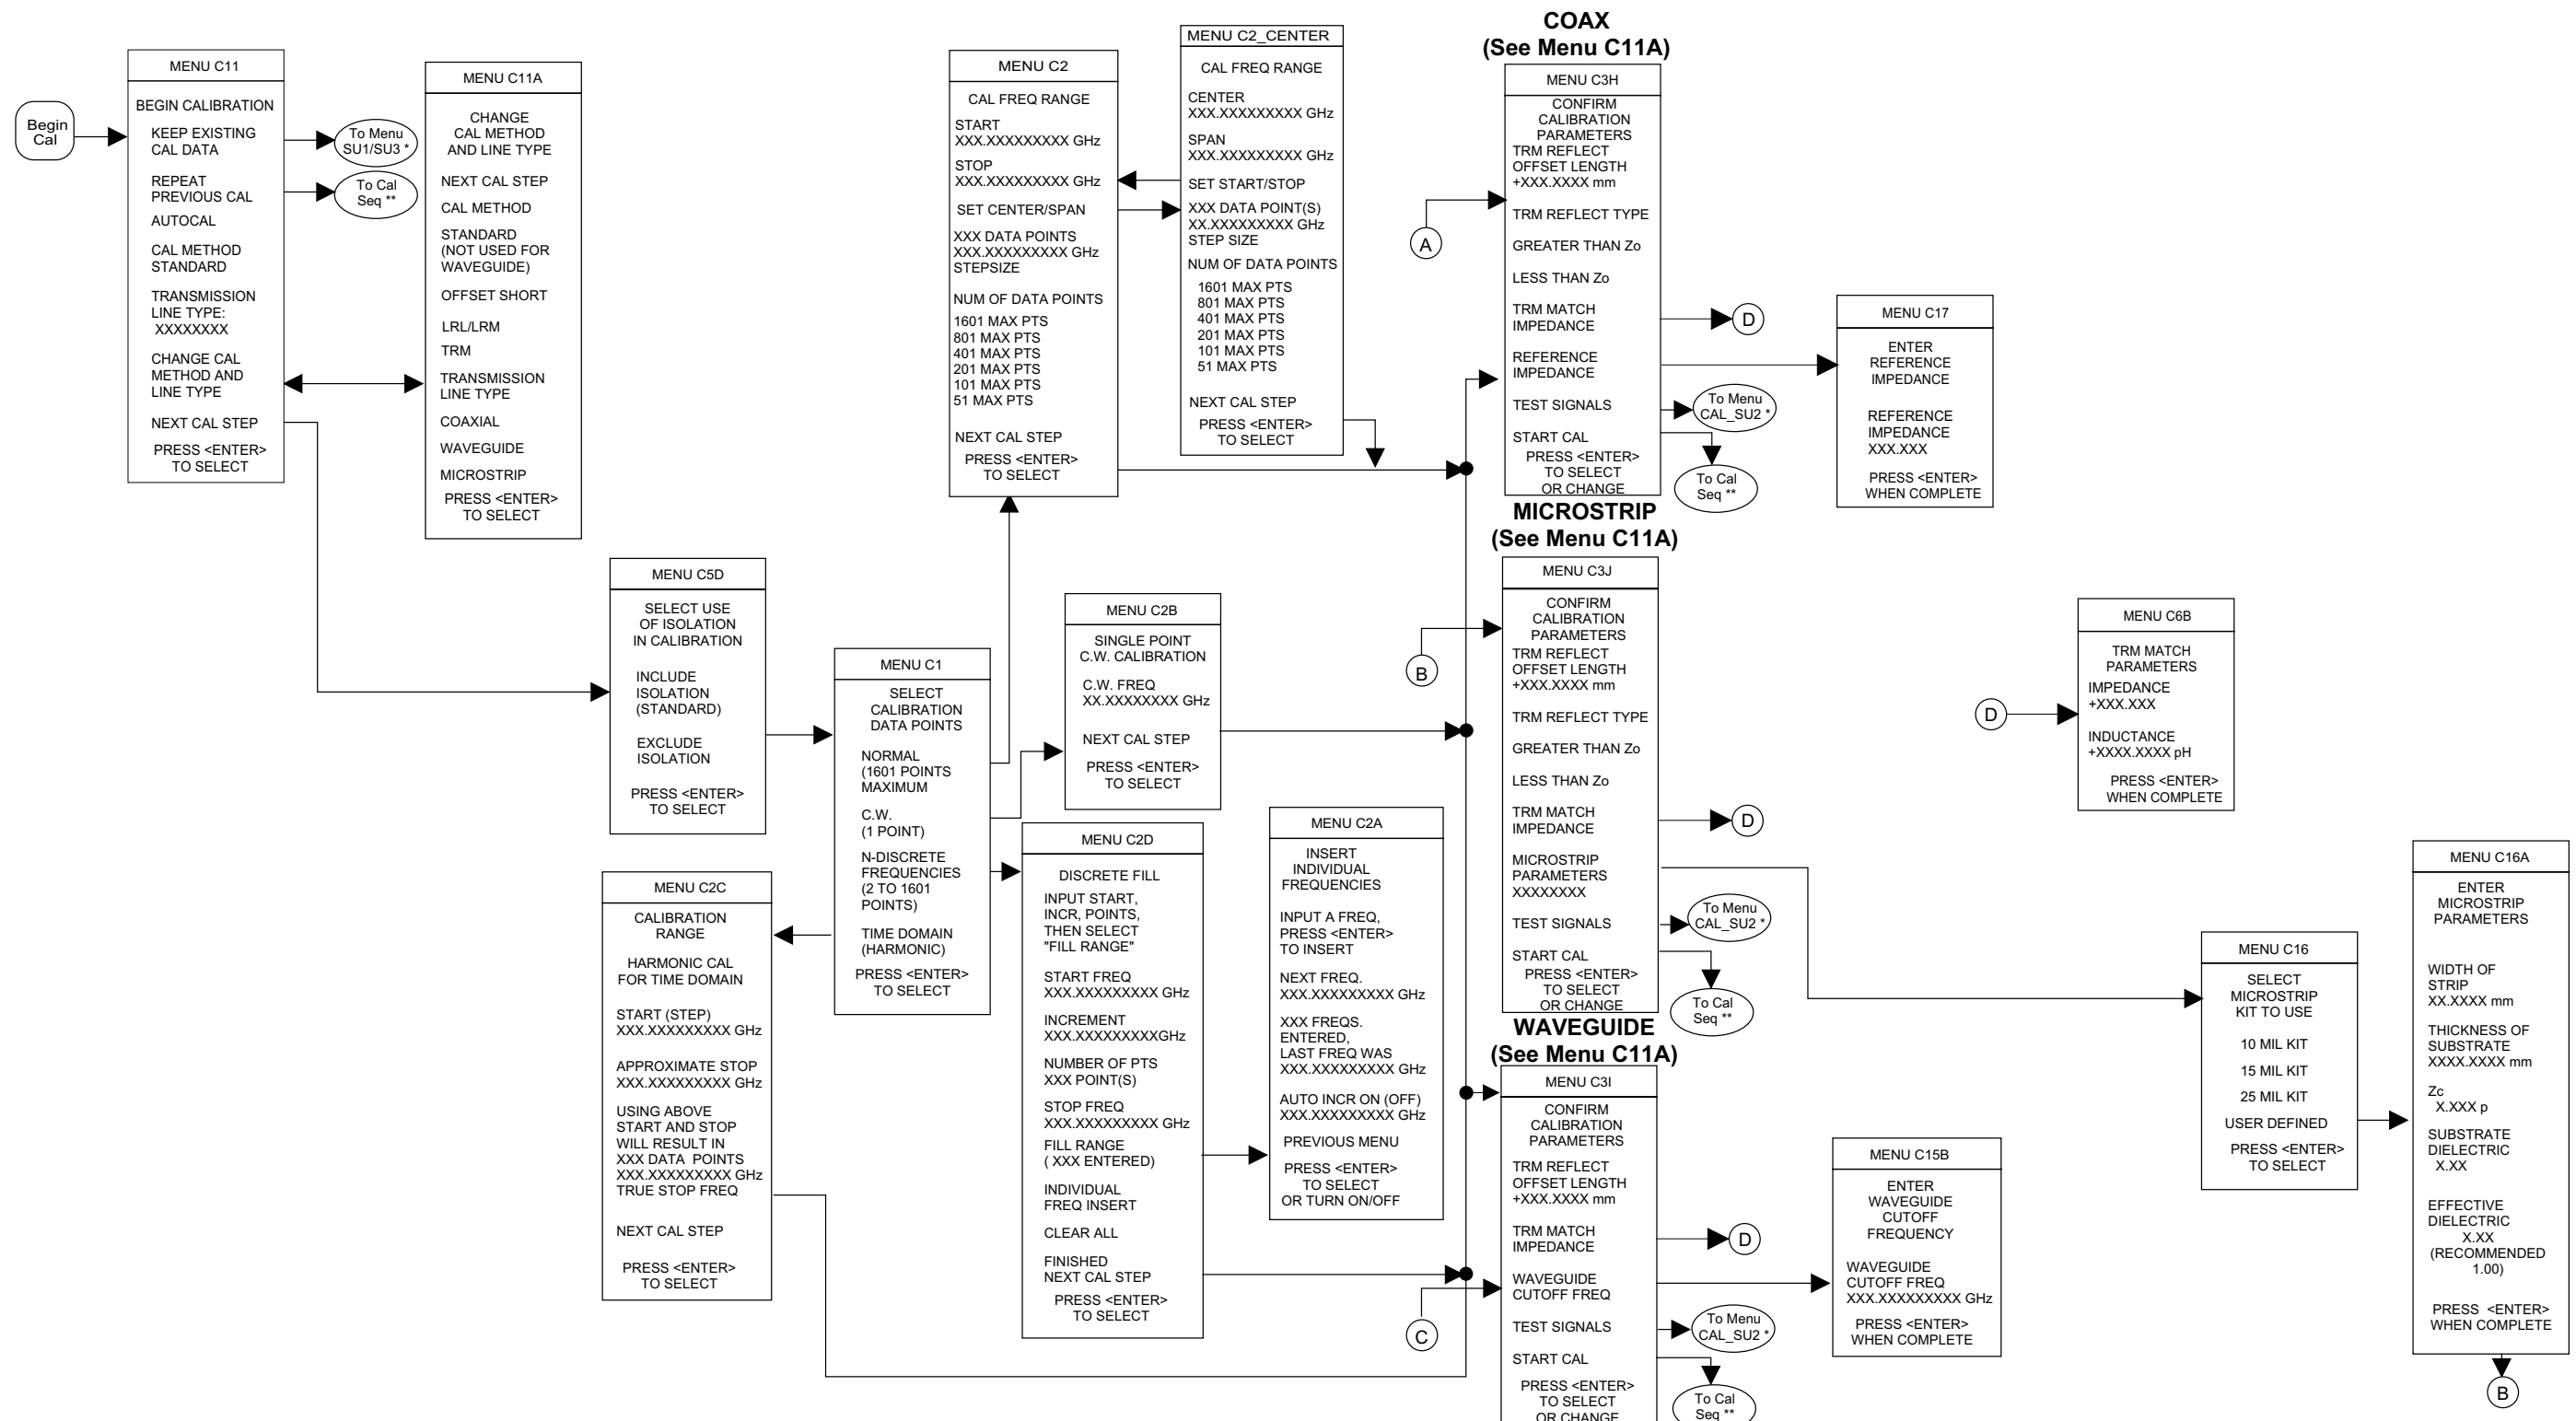 Begin
Cal
MENU C11
BEGIN CALIBRATION
KEEP EXISTING
CAL DATA
REPEAT
PREVIOUS CAL
AUTOCAL
CAL METHOD
STANDARD
TRANSMISSION
LINE TYPE:
XXXXXXXX
CHANGE CAL
METHOD AND
LINE TYPE
NEXT CAL STEP
PRESS <ENTER>
TO SELECT
To Menu
SU1/SU3 *
To Cal
Seq **
MENU C11A
CHANGE
CAL METHOD
AND LINE TYPE
NEXT CAL STEP
CAL METHOD
STANDARD
(NOT USED FOR
WAVEGUIDE)
OFFSET SHORT
LRL/LRM
TRM
TRANSMISSION
LINE TYPE
COAXIAL
WAVEGUIDE
MICROSTRIP
PRESS <ENTER>
TO SELECT
MENU C5D
SELECT USE
OF ISOLATION
IN CALIBRATION
INCLUDE
ISOLATION
(STANDARD)
EXCLUDE
ISOLATION
PRESS <ENTER>
TO SELECT
MENU C2C
CALIBRATION
RANGE
HARMONIC CAL
FOR TIME DOMAIN
START (STEP)
XXX.XXXXXXXXX GHz
APPROXIMATE STOP
XXX.XXXXXXXXX GHz
USING ABOVE
START AND STOP
WILL RESULT IN
XXX DATA  POINTS
XXX.XXXXXXXXX GHz
TRUE STOP FREQ
NEXT CAL STEP
PRESS <ENTER>
TO SELECT
MENU C1
SELECT
CALIBRATION
DATA POINTS
NORMAL
(1601 POINTS
MAXIMUM
C.W.
(1 POINT)
N-DISCRETE
FREQUENCIES
(2 TO 1601
POINTS)
TIME DOMAIN
(HARMONIC)
PRESS <ENTER>
TO SELECT
MENU C2
CAL FREQ RANGE
START
XXX.XXXXXXXXX GHz
STOP
XXX.XXXXXXXXX GHz
SET CENTER/SPAN
XXX DATA POINTS
XXX.XXXXXXXXX GHz
STEPSIZE
NUM OF DATA POINTS
1601 MAX PTS
801 MAX PTS
401 MAX PTS
201 MAX PTS
101 MAX PTS
51 MAX PTS
NEXT CAL STEP
PRESS <ENTER>
TO SELECT
MENU C2_CENTER
CAL FREQ RANGE
CENTER
XXX.XXXXXXXXX GHz
SPAN
XXX.XXXXXXXXX GHz
SET START/STOP
XXX DATA POINT(S)
XX.XXXXXXXXX GHz
STEP SIZE
NUM OF DATA POINTS
1601 MAX PTS
801 MAX PTS
401 MAX PTS
201 MAX PTS
101 MAX PTS
51 MAX PTS
NEXT CAL STEP
PRESS <ENTER>
TO SELECT
MENU C2B
SINGLE POINT
C.W. CALIBRATION
C.W. FREQ
XX.XXXXXXXX GHz
NEXT CAL STEP
PRESS <ENTER>
TO SELECT
MENU C2D
DISCRETE FILL
INPUT START,
INCR, POINTS,
THEN SELECT
"FILL RANGE"
START FREQ
XXX.XXXXXXXXX GHz
INCREMENT
XXX.XXXXXXXXXGHz
NUMBER OF PTS
XXX POINT(S)
STOP FREQ
XXX.XXXXXXXXX GHz
FILL RANGE
( XXX ENTERED)
INDIVIDUAL
FREQ INSERT
CLEAR ALL
FINISHED
NEXT CAL STEP
PRESS <ENTER>
TO SELECT
MENU C2A
INSERT
INDIVIDUAL
FREQUENCIES
INPUT A FREQ,
PRESS <ENTER>
TO INSERT
NEXT FREQ.
XXX.XXXXXXXXX GHz
XXX FREQS.
ENTERED,
LAST FREQ WAS
XXX.XXXXXXXXX GHz
AUTO INCR ON (OFF)
XXX.XXXXXXXXX GHz
PREVIOUS MENU
PRESS <ENTER>
TO SELECT
OR TURN ON/OFF
COAX
(See Menu C11A)
A
MENU C3H
CONFIRM
CALIBRATION
PARAMETERS
TRM REFLECT
OFFSET LENGTH
+XXX.XXXX mm
TRM REFLECT TYPE
GREATER THAN Zo
LESS THAN Zo
TRM MATCH
IMPEDANCE
REFERENCE
IMPEDANCE
TEST SIGNALS
START CAL
PRESS <ENTER>
TO SELECT
OR CHANGE
D
To Menu
CAL_SU2 *
To Cal
Seq **
MENU C17
ENTER
REFERENCE
IMPEDANCE
REFERENCE
IMPEDANCE
XXX.XXX
PRESS <ENTER>
WHEN COMPLETE
MICROSTRIP
(See Menu C11A)
B
MENU C3J
CONFIRM
CALIBRATION
PARAMETERS
TRM REFLECT
OFFSET LENGTH
+XXX.XXXX mm
TRM REFLECT TYPE
GREATER THAN Zo
LESS THAN Zo
TRM MATCH
IMPEDANCE
MICROSTRIP
PARAMETERS
XXXXXXXX
TEST SIGNALS
START CAL
PRESS <ENTER>
TO SELECT
OR CHANGE
D
To Menu
CAL_SU2 *
To Cal
Seq **
WAVEGUIDE
(See Menu C11A)
C
MENU C3I
CONFIRM
CALIBRATION
PARAMETERS
TRM REFLECT
OFFSET LENGTH
+XXX.XXXX mm
TRM MATCH
IMPEDANCE
WAVEGUIDE
CUTOFF FREQ
TEST SIGNALS
START CAL
PRESS <ENTER>
TO SELECT
OR CHANGE
D
To Menu
CAL_SU2 *
To Cal
Seq **
MENU C15B
ENTER
WAVEGUIDE
CUTOFF
FREQUENCY
WAVEGUIDE
CUTOFF FREQ
XXX.XXXXXXXXX GHz
PRESS <ENTER>
WHEN COMPLETE
D
MENU C6B
TRM MATCH
PARAMETERS
IMPEDANCE
+XXX.XXX
INDUCTANCE
+XXXX.XXXX pH
PRESS <ENTER>
WHEN COMPLETE
MENU C16
SELECT
MICROSTRIP
KIT TO USE
10 MIL KIT
15 MIL KIT
25 MIL KIT
USER DEFINED
PRESS <ENTER>
TO SELECT
MENU C16A
ENTER
MICROSTRIP
PARAMETERS
WIDTH OF
STRIP
XX.XXXX mm
THICKNESS OF
SUBSTRATE
XXXX.XXXX mm
Zc
X.XXX p
SUBSTRATE
DIELECTRIC
X.XX
EFFECTIVE
DIELECTRIC
X.XX
(RECOMMENDED
1.00)
PRESS  <ENTER>
WHEN COMPLETE
B